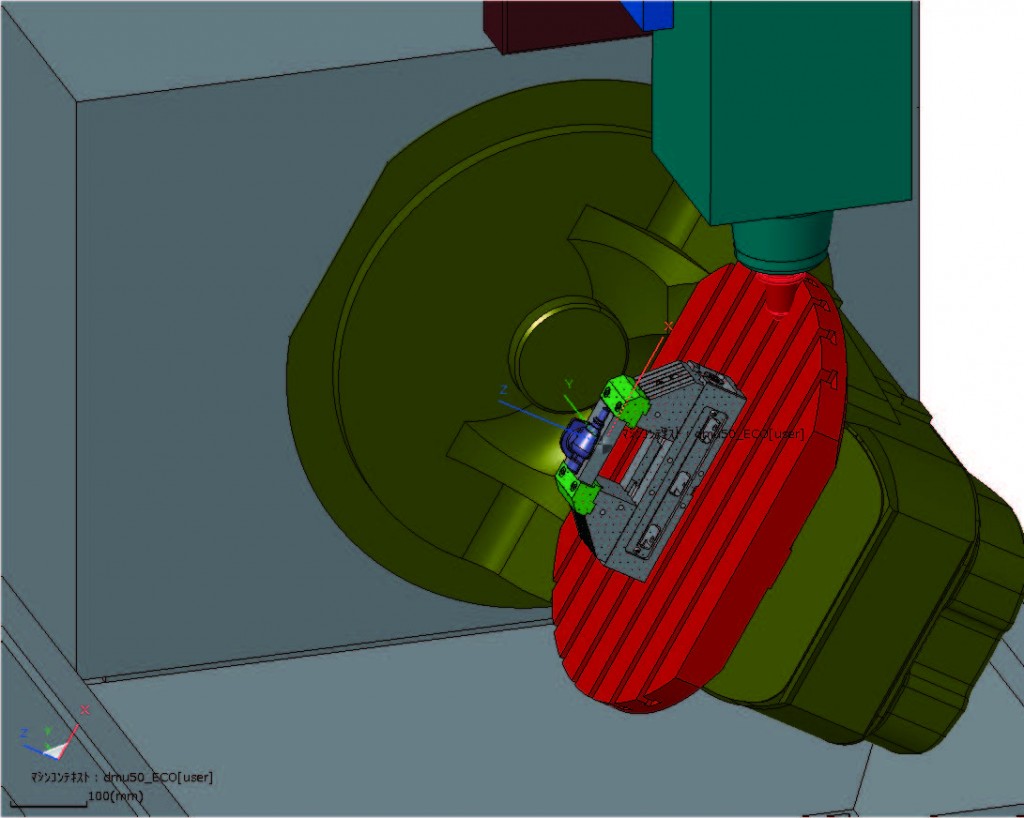 X
Y
Z
ﾏｼﾝｺﾝﾃｷｽﾄ : dmu50_ECO[user]
X
Y
Z
ﾏｼﾝｺﾝﾃｷｽﾄ : dmu50_ECO[user]
100(mm)